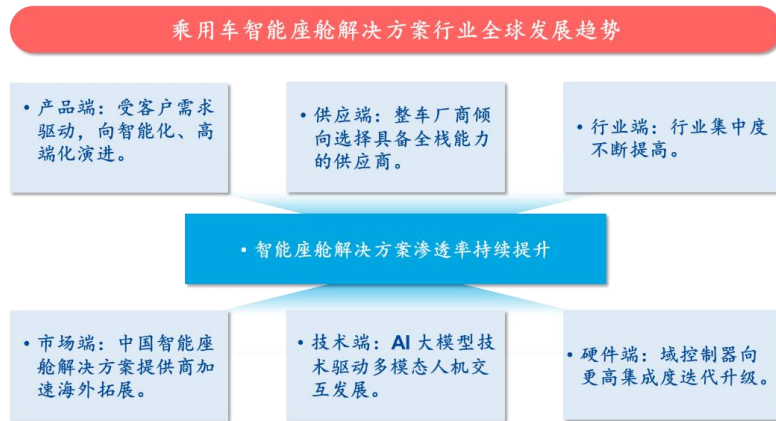 乘用车智能座舱解决方案行业全球发展趋势
• 产品端：受客户需求
驱动，向智能化、高
端化演进。
• 供应端：整车厂商倾
向选择具备全栈能力
的供应商。
• 行业端：行业集中度
不断提高。
• 智能座舱解决方案渗透率持续提升
• 市场端：中国智能座
舱解决方案提供商加
速海外拓展。
• 技术端：AI 大模型技
术驱动多模态人机交
互发展。
• 硬件端：域控制器向
更高集成度迭代升级。